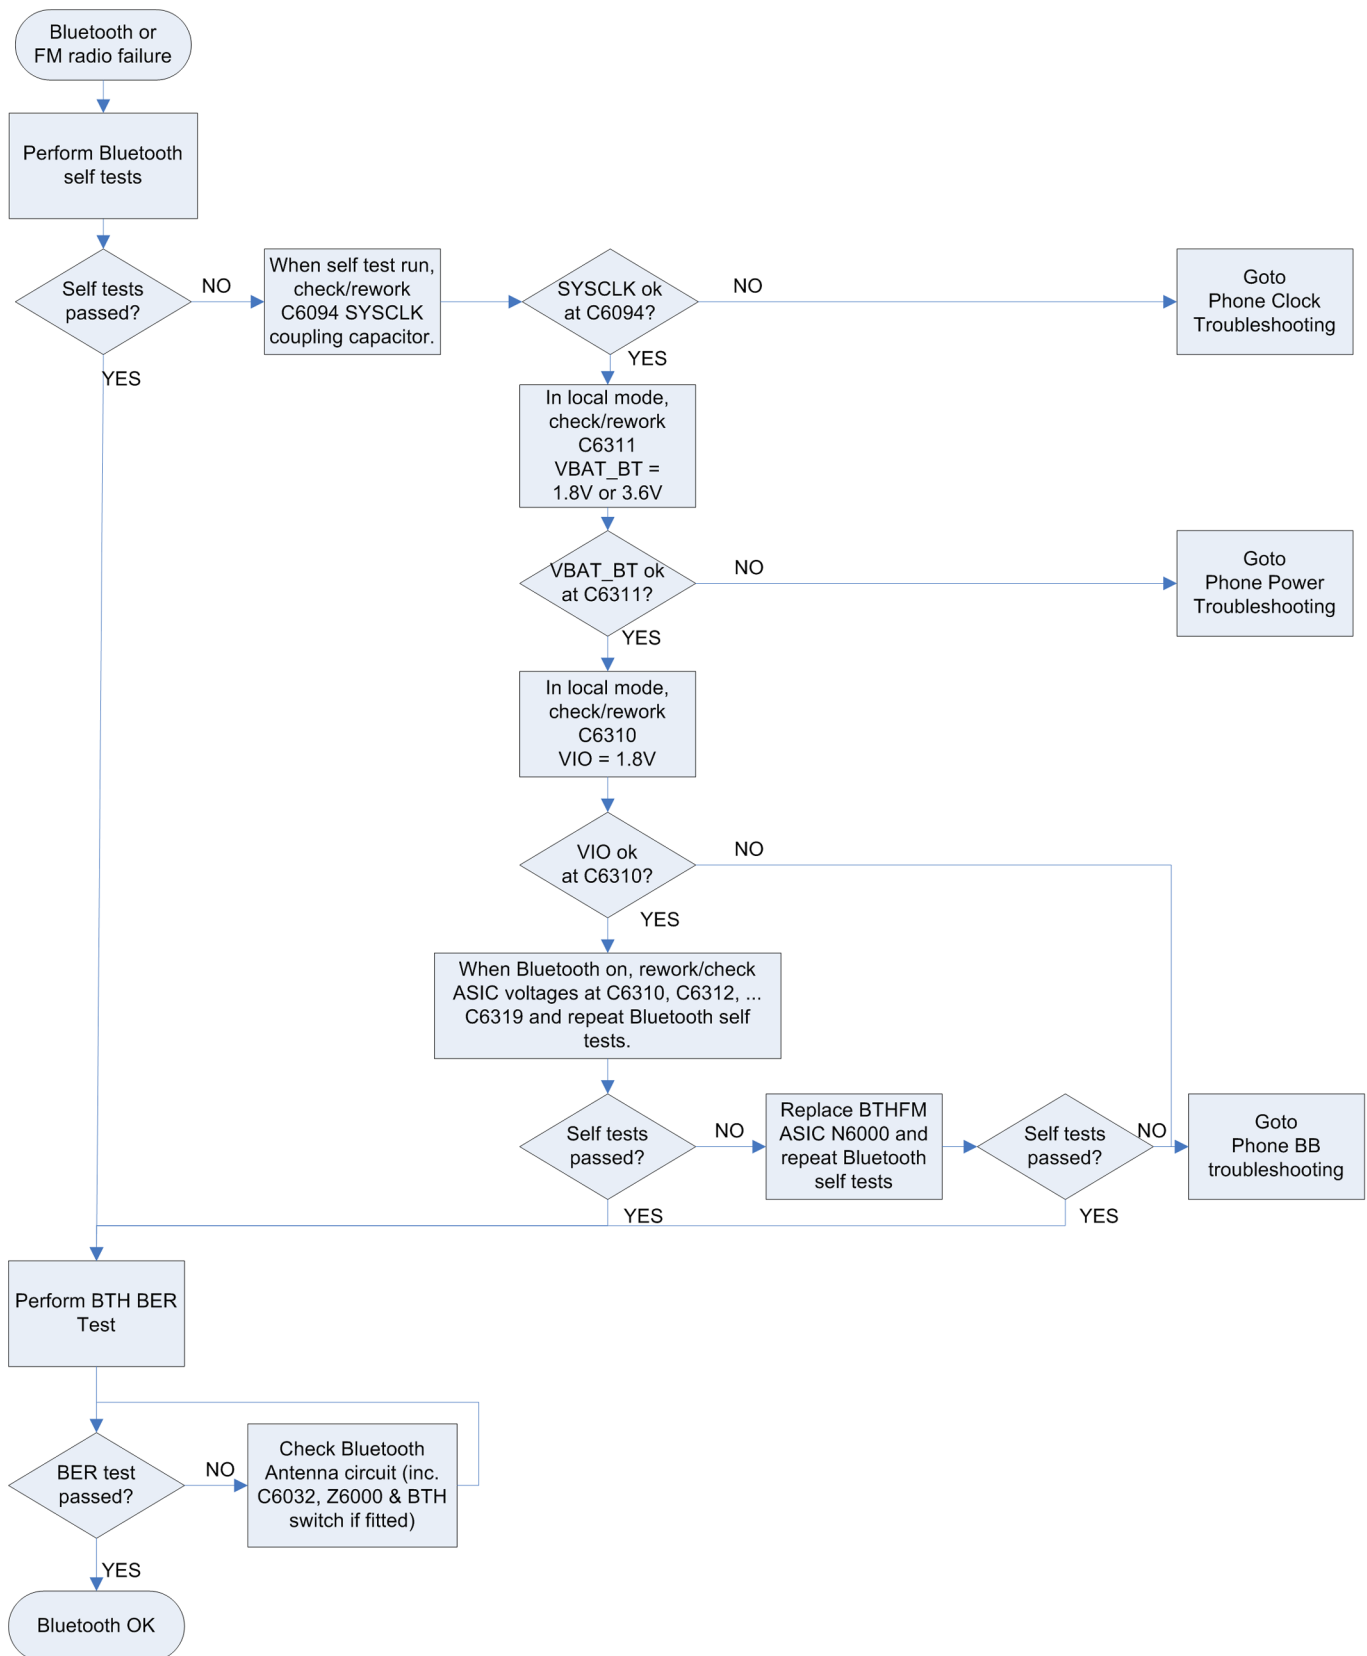 Bluetooth or
FM radio failure
Perform Bluetooth
self tests
Self tests
passed?
NO
When self test run,
check/rework
C6094 SYSCLK
coupling capacitor.
SYSCLK ok
at C6094?
NO
Goto
Phone Clock
Troubleshooting
YES
YES
In local mode,
check/rework
C6311
VBAT_BT =
1.8V or 3.6V
VBAT_BT ok
at C6311?
NO
Goto
Phone Power
Troubleshooting
YES
In local mode,
check/rework
C6310
VIO = 1.8V
VIO ok
at C6310?
NO
YES
When Bluetooth on, rework/check
ASIC voltages at C6310, C6312, ...
C6319 and repeat Bluetooth self
tests.
Self tests
passed?
NO
Replace BTHFM
ASIC N6000 and
repeat Bluetooth
self tests
Self tests
passed?
NO
Goto
Phone BB
troubleshooting
YES
YES
Perform BTH BER
Test
BER test
passed?
NO
Check Bluetooth
Antenna circuit (inc.
C6032, Z6000 & BTH
switch if fitted)
YES
Bluetooth OK